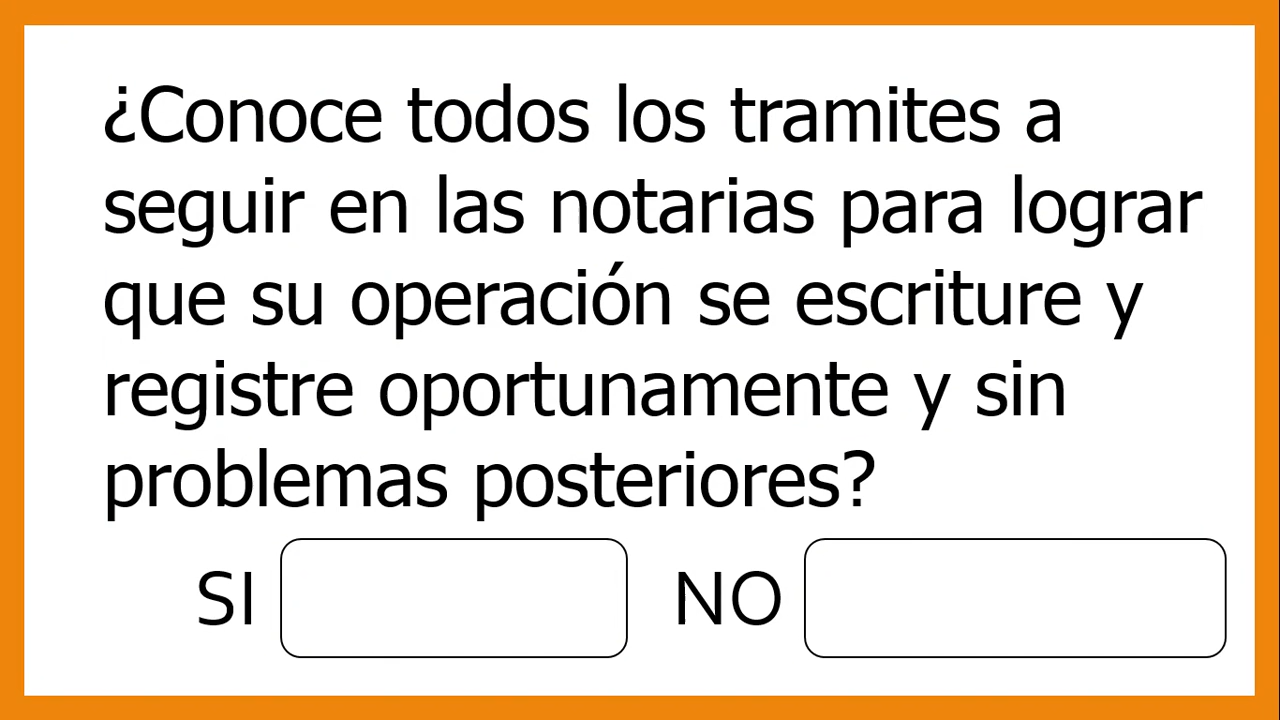 ¿Conoce todos los tramites a
seguir en las notarias para lograr
que su operación se escriture y
registre oportunamente y sin
problemas posteriores?
SI NO